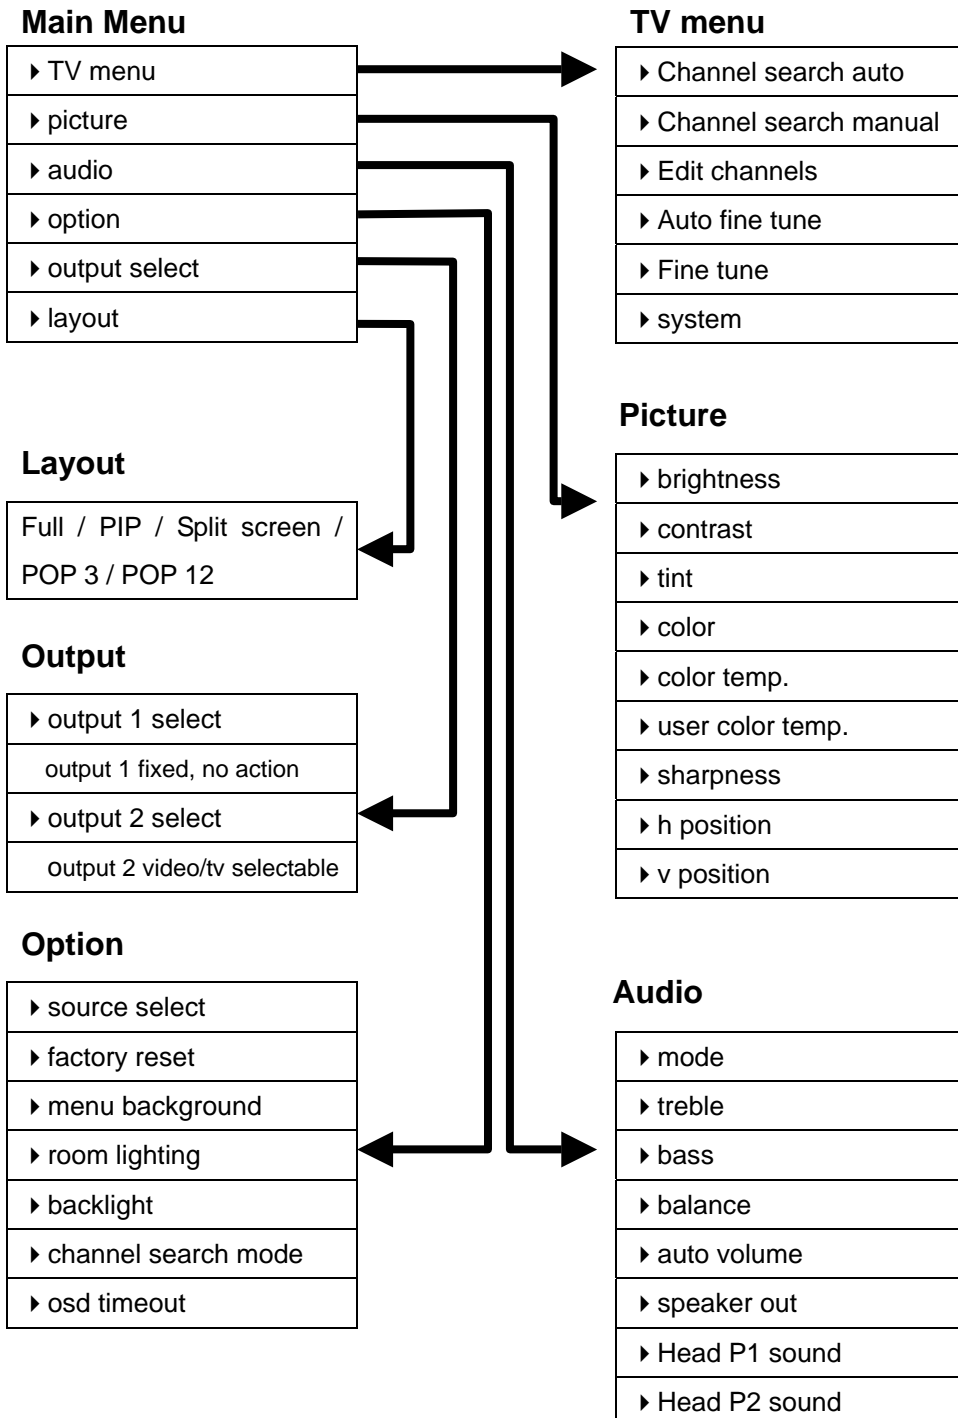 Main Menu
▸ TV menu
▸ picture
▸ audio
▸ option
▸ output select
▸ layout
Layout
Full / PIP / Split screen /
POP 3 / POP 12
Output
▸ output 1 select
output 1 fixed, no action
▸ output 2 select
output 2 video/tv selectable
Option
▸ source select
▸ factory reset
▸ menu background
▸ room lighting
▸ backlight
▸ channel search mode
▸ osd timeout
TV menu
▸ Channel search auto
▸ Channel search manual
▸ Edit channels
▸ Auto fine tune
▸ Fine tune
▸ system
Picture
▸ brightness
▸ contrast
▸ tint
▸ color
▸ color temp.
▸ user color temp.
▸ sharpness
▸ h position
▸ v position
Audio
▸ mode
▸ treble
▸ bass
▸ balance
▸ auto volume
▸ speaker out
▸ Head P1 sound
▸ Head P2 sound